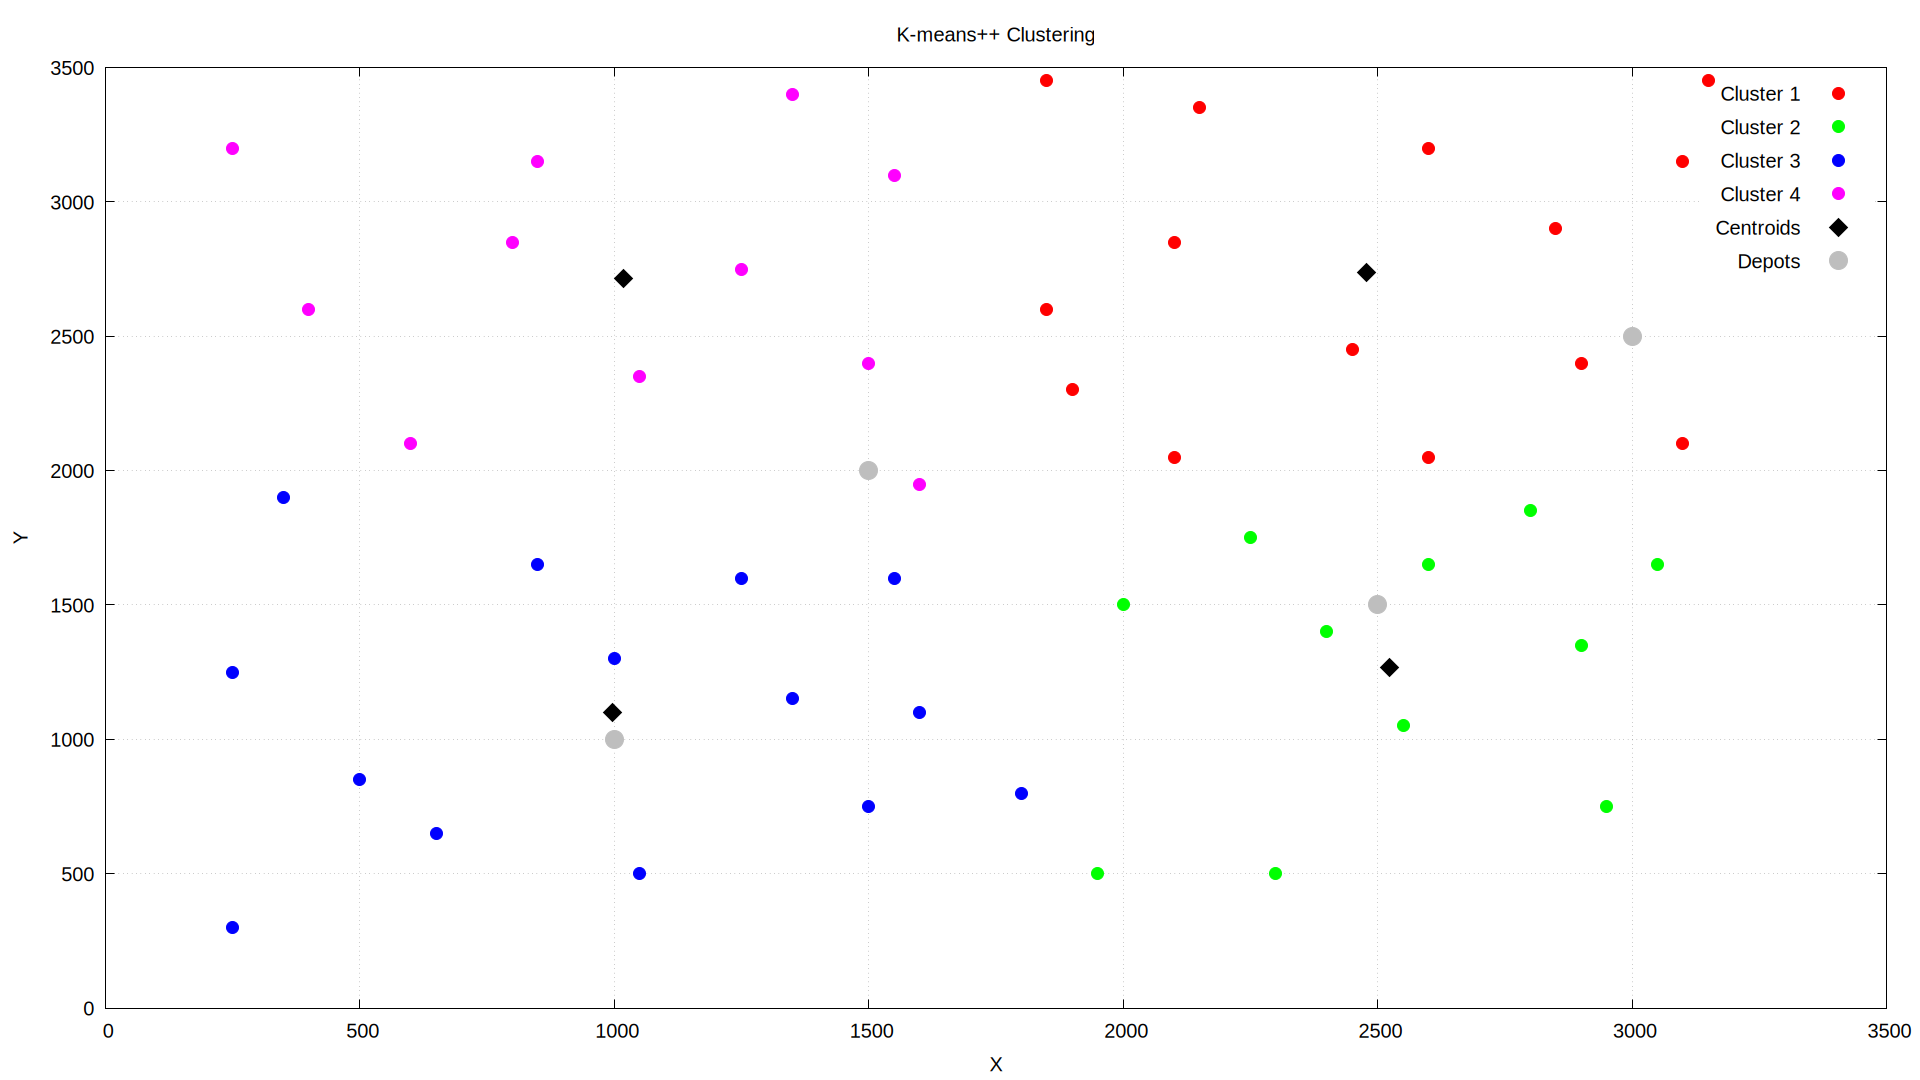 K-means++ Clustering
3500
3000
2500
2000
1500
1000
500
0
Y
Cluster 1
Cluster 2
Cluster 3
Cluster 4
Centroids
Depots
0 500 1000 1500 2000 2500 3000 3500
X